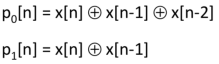 p₀[n] = x[n] ⊕ x[n-1] ⊕ x[n-2]
p₁[n] = x[n] ⊕ x[n-1]